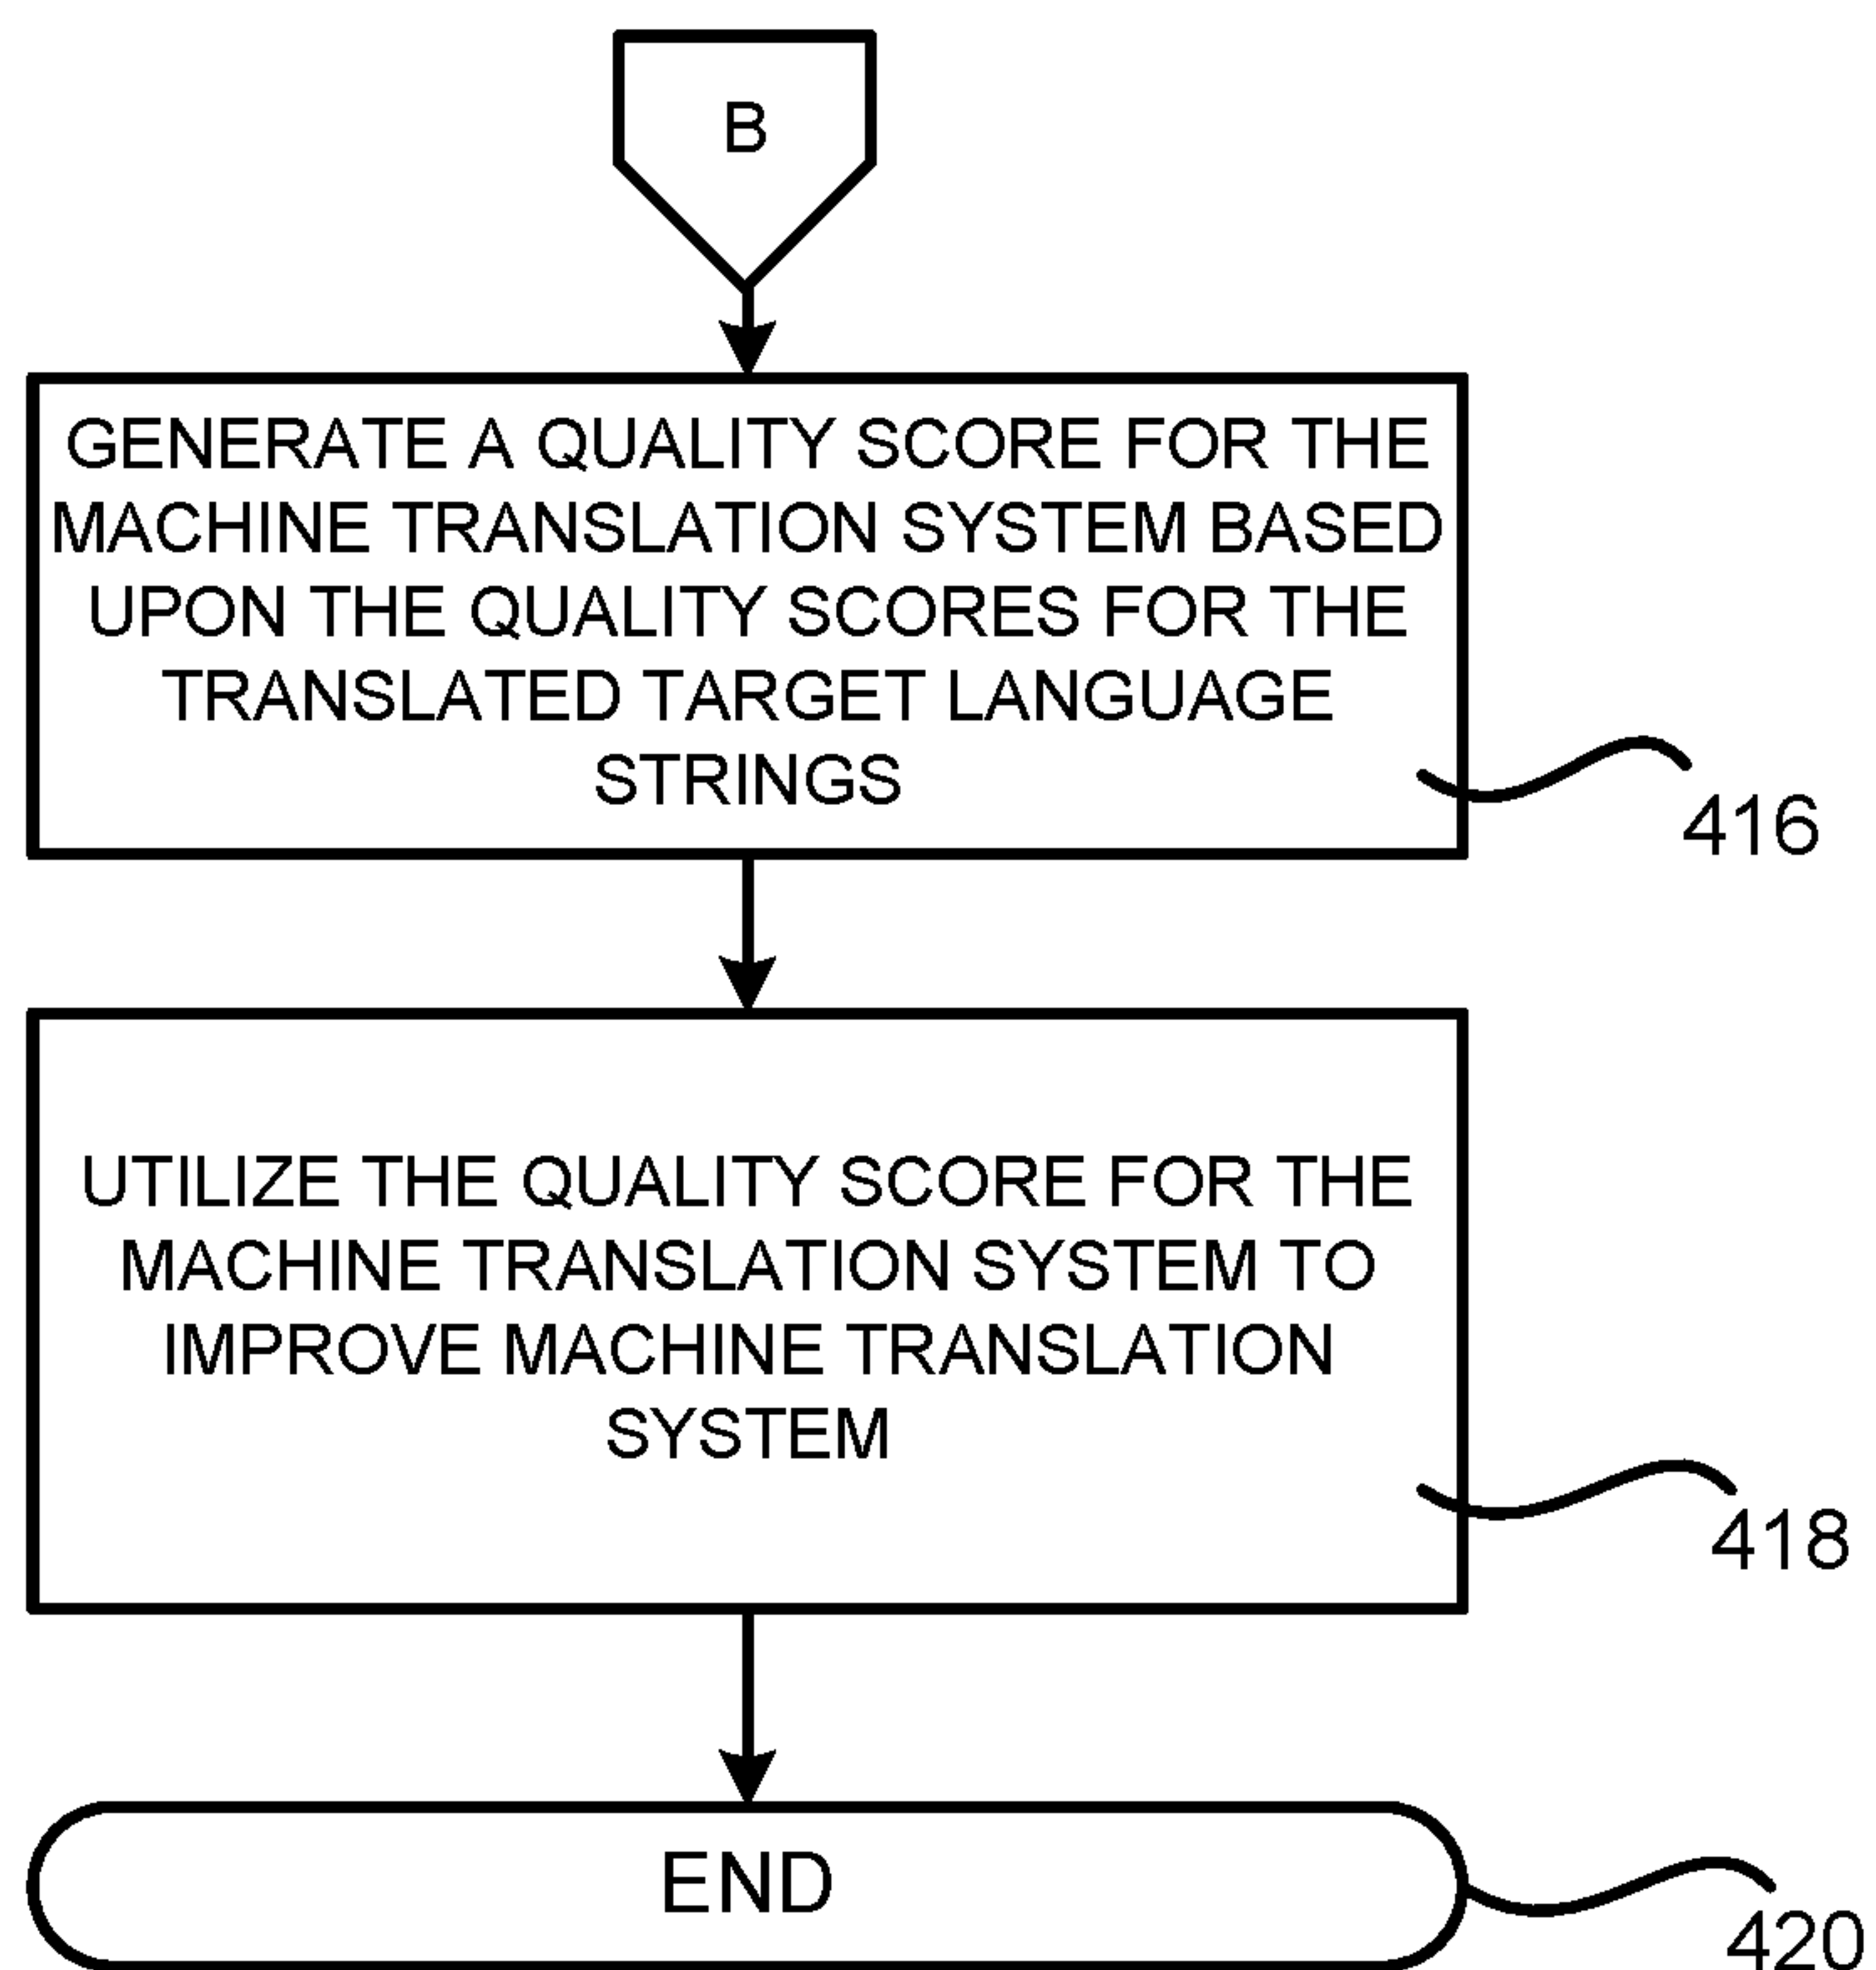 B
GENERATE A QUALITY SCORE FOR THE
MACHINE TRANSLATION SYSTEM BASED
UPON THE QUALITY SCORES FOR THE
TRANSLATED TARGET LANGUAGE
STRINGS
416
UTILIZE THE QUALITY SCORE FOR THE
MACHINE TRANSLATION SYSTEM TO
IMPROVE MACHINE TRANSLATION
SYSTEM
418
END
420